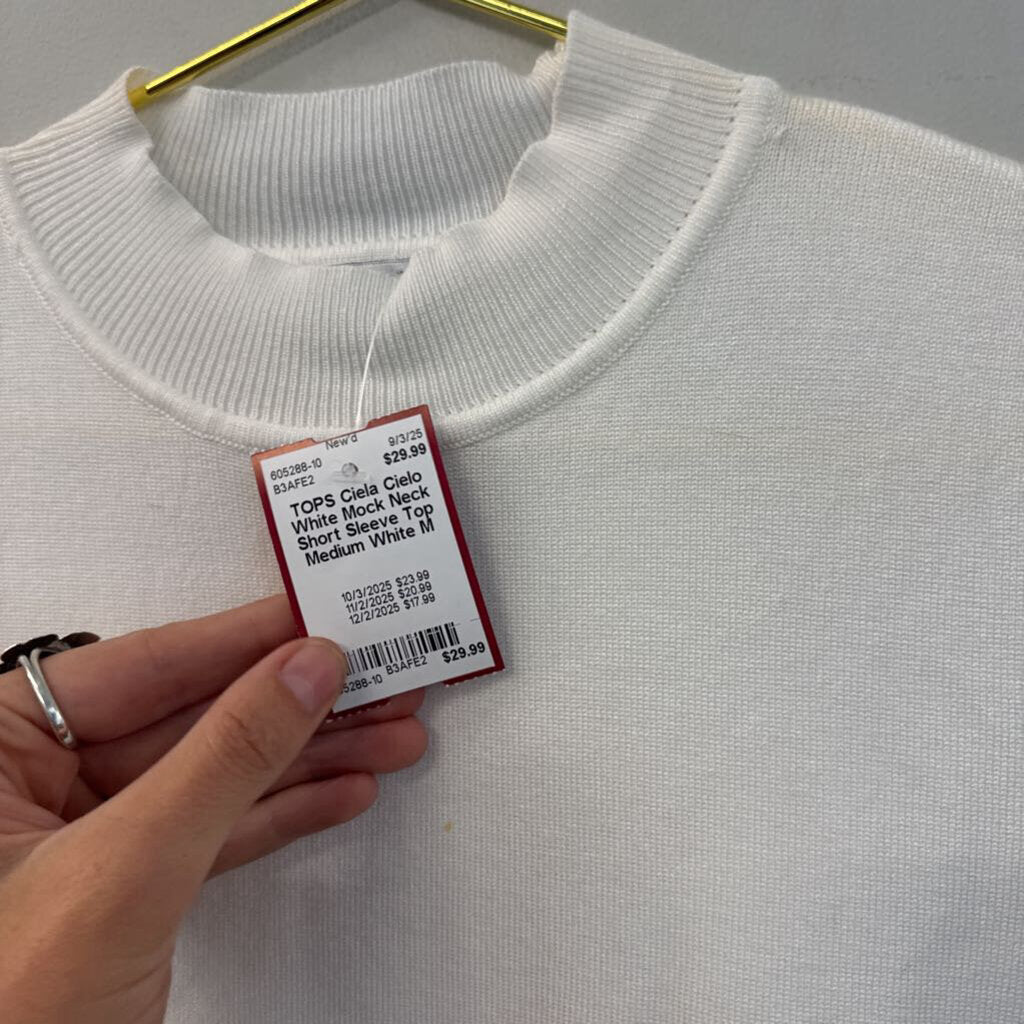 New'd
9/3/25
605288-10
$29.99
B3AFE2
TOPS Ciela Cielo
White Mock Neck
Short Sleeve Top
Medium White M
10/3/2025 $23.99
11/2/2025 $20.99
12/2/2025 $17.99
5288-10 B3AFE2 $29.99